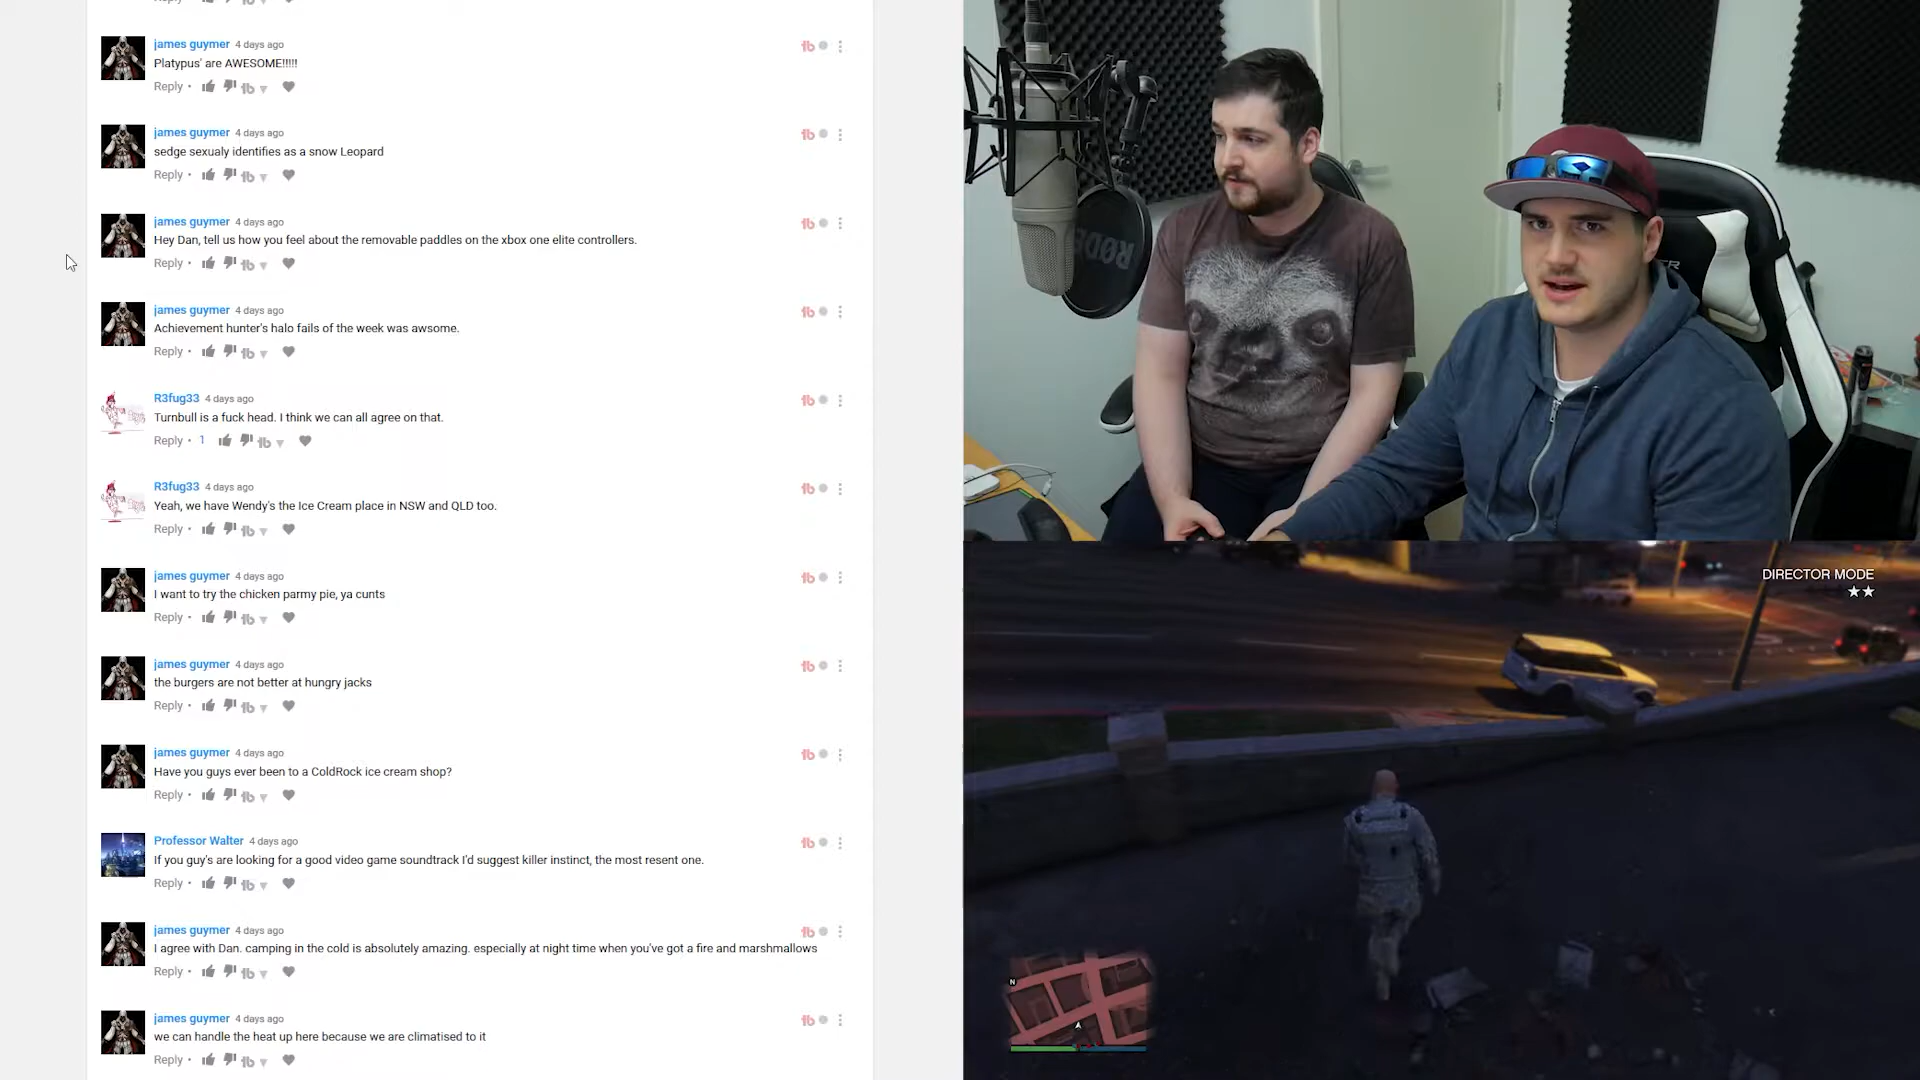 Reply •
james guymer 4 days ago
Platypus' are AWESOME!!!!!
Reply •
james guymer 4 days ago
sedge sexualy identifies as a snow Leopard
Reply •
james guymer 4 days ago
Hey Dan, tell us how you feel about the removable paddles on the xbox one elite controllers.
Reply •
james guymer 4 days ago
Achievement hunter's halo fails of the week was awsome.
Reply •
R3fug33 4 days ago
Turnbull is a fuck head. I think we can all agree on that.
Reply • 1
R3fug33 4 days ago
Yeah, we have Wendy's the Ice Cream place in NSW and QLD too.
Reply •
james guymer 4 days ago
I want to try the chicken parmy pie, ya cunts
Reply •
james guymer 4 days ago
the burgers are not better at hungry jacks
Reply •
james guymer 4 days ago
Have you guys ever been to a ColdRock ice cream shop?
Reply •
Professor Walter 4 days ago
If you guy's are looking for a good video game soundtrack I'd suggest killer instinct, the most resent one.
Reply •
james guymer 4 days ago
I agree with Dan. camping in the cold is absolutely amazing. especially at night time when you've got a fire and marshmallows
Reply •
james guymer 4 days ago
we can handle the heat up here because we are climatised to it
Reply •
RØDE
DIRECTOR MODE
N